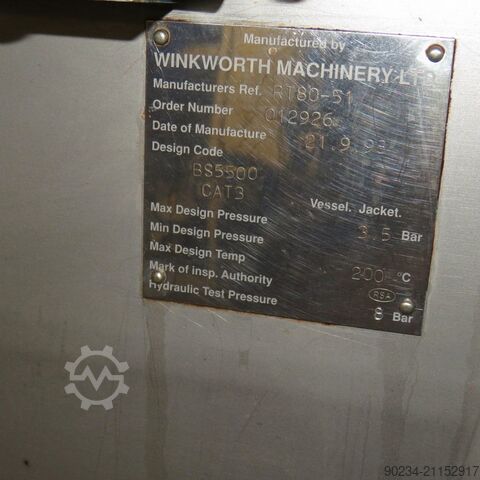 Manufactured by
WINKWORTH MACHINERY LTD
Manufacturers Ref. RT80-51
Order Number 012926
Date of Manufacture 21.9.93
Design Code
BS5500
CAT3
Vessel. Jacket.
Max Design Pressure 3.5 Bar
Min Design Pressure
Max Design Temp 200 °C
Mark of insp. Authority RSA
Hydraulic Test Pressure 8 Bar
90234-21152917